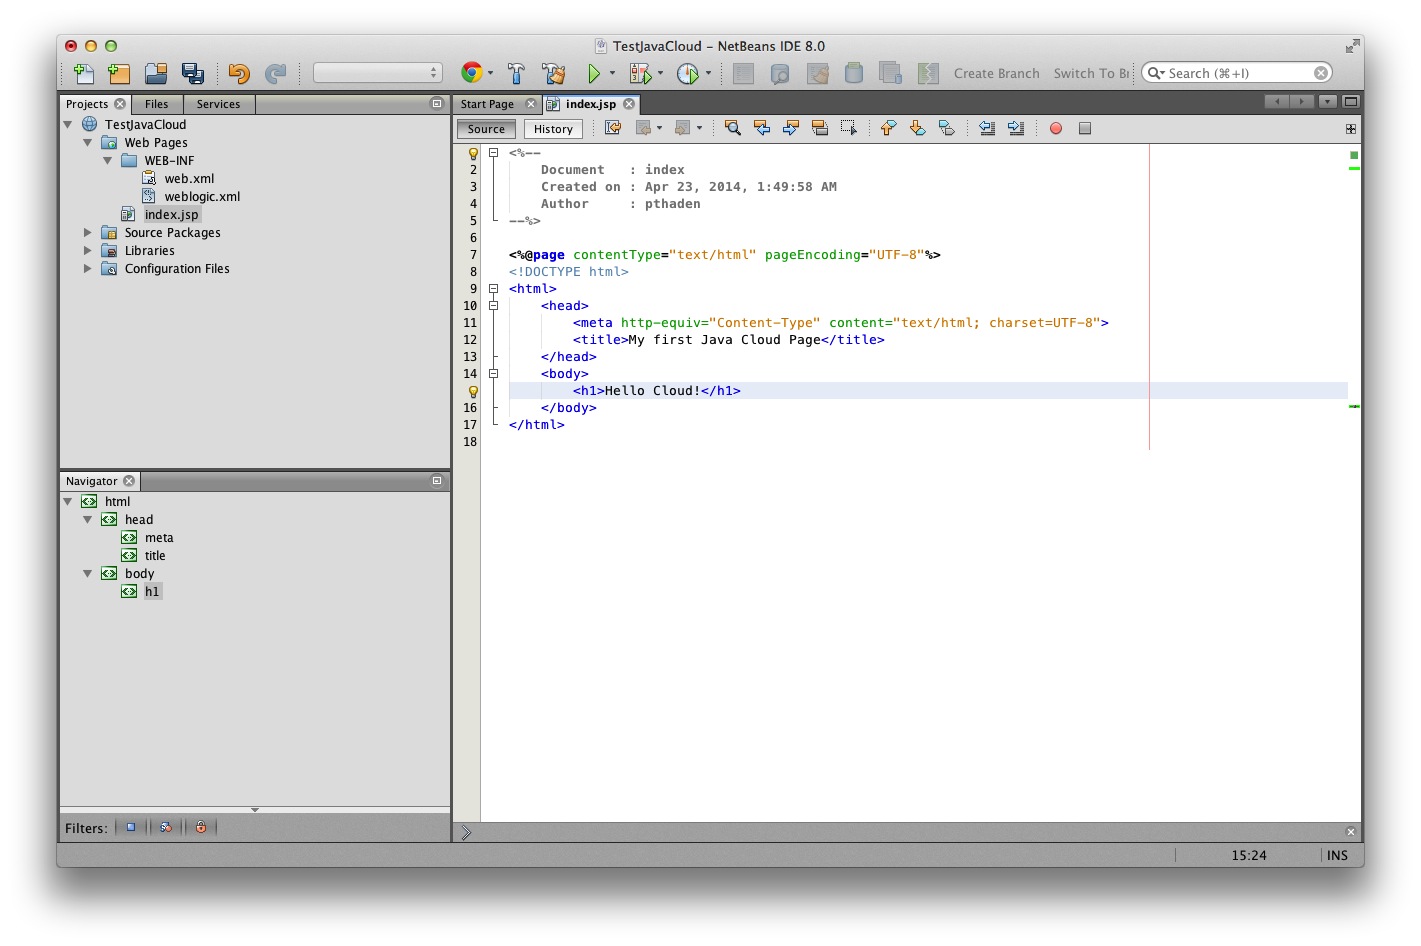 TestJavaCloud – NetBeans IDE 8.0
Create Branch Switch To Br Search (⌘+I)
Projects Files Services
TestJavaCloud
Web Pages
WEB-INF
web.xml
weblogic.xml
index.jsp
Source Packages
Libraries
Configuration Files
Navigator
html
head
meta
title
body
h1
Filters:
Start Page index.jsp
Source History
<%--
2 Document : index
3 Created on : Apr 23, 2014, 1:49:58 AM
4 Author : pthaden
5 --%>
6
7 <%@page contentType="text/html" pageEncoding="UTF-8"%>
8 <!DOCTYPE html>
9 <html>
10 <head>
11 <meta http-equiv="Content-Type" content="text/html; charset=UTF-8">
12 <title>My first Java Cloud Page</title>
13 </head>
14 <body>
<h1>Hello Cloud!</h1>
16 </body>
17 </html>
18
15:24 INS